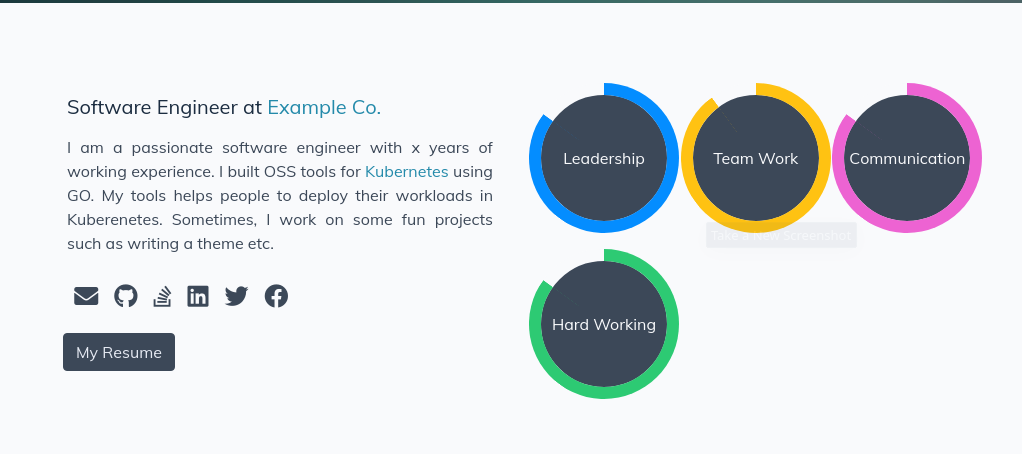 Software Engineer at Example Co.
I am a passionate software engineer with x years of
working experience. I built OSS tools for Kubernetes using
GO. My tools helps people to deploy their workloads in
Kuberenetes. Sometimes, I work on some fun projects
such as writing a theme etc.
My Resume
Leadership
Team Work
Communication
Take a New Screenshot
Hard Working